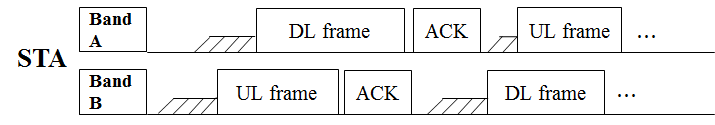 Band
A
DL frame
ACK
UL frame
...
STA
Band
B
UL frame
ACK
DL frame
...